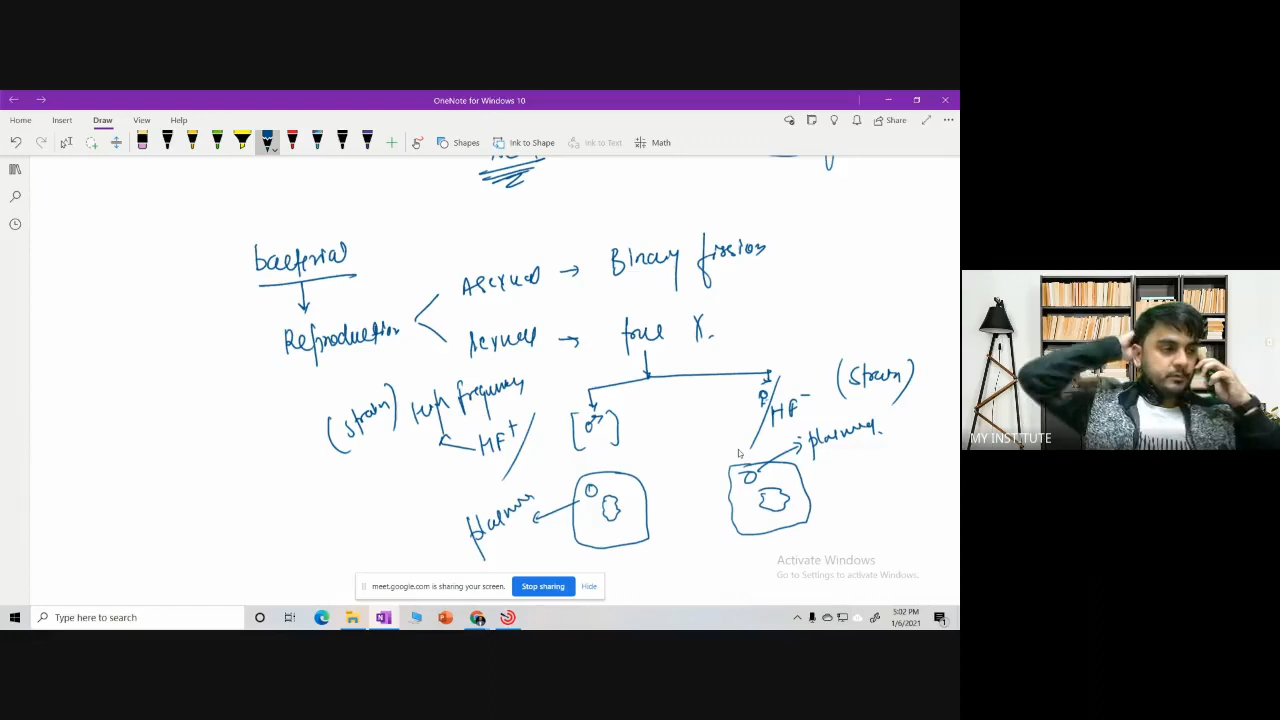 OneNote for Windows 10
Home Insert Draw View Help
Share
Shapes Ink to Shape Ink to Text Math
bacterial
Asexual → Binary fission
Reproduction
Sexual → true X.
(Strain) High frequency
HF+
HF- (Strain)
plasmid.
MY INSTITUTE
Activate Windows
Go to Settings to activate Windows.
meet.google.com is sharing your screen. Stop sharing Hide
Type here to search
5:02 PM
1/6/2021